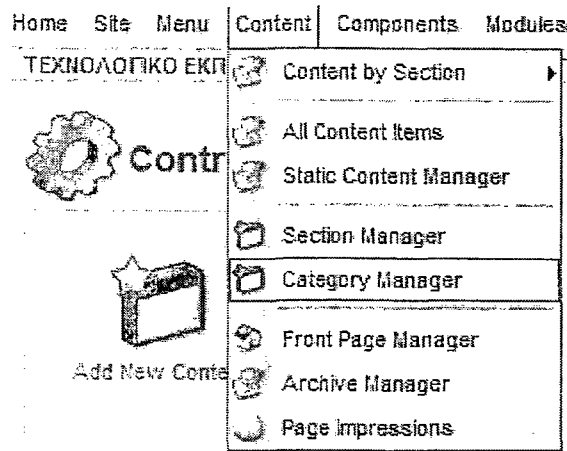 Home Site Menu Content Components Modules
ΤΕΧΝΟΛΟΓΙΚΟ ΕΚΠ
Content by Section
All Content Items
Contr
Static Content Manager
Section Manager
Category Manager
Front Page Manager
Add New Conte
Archive Manager
Page Impressions